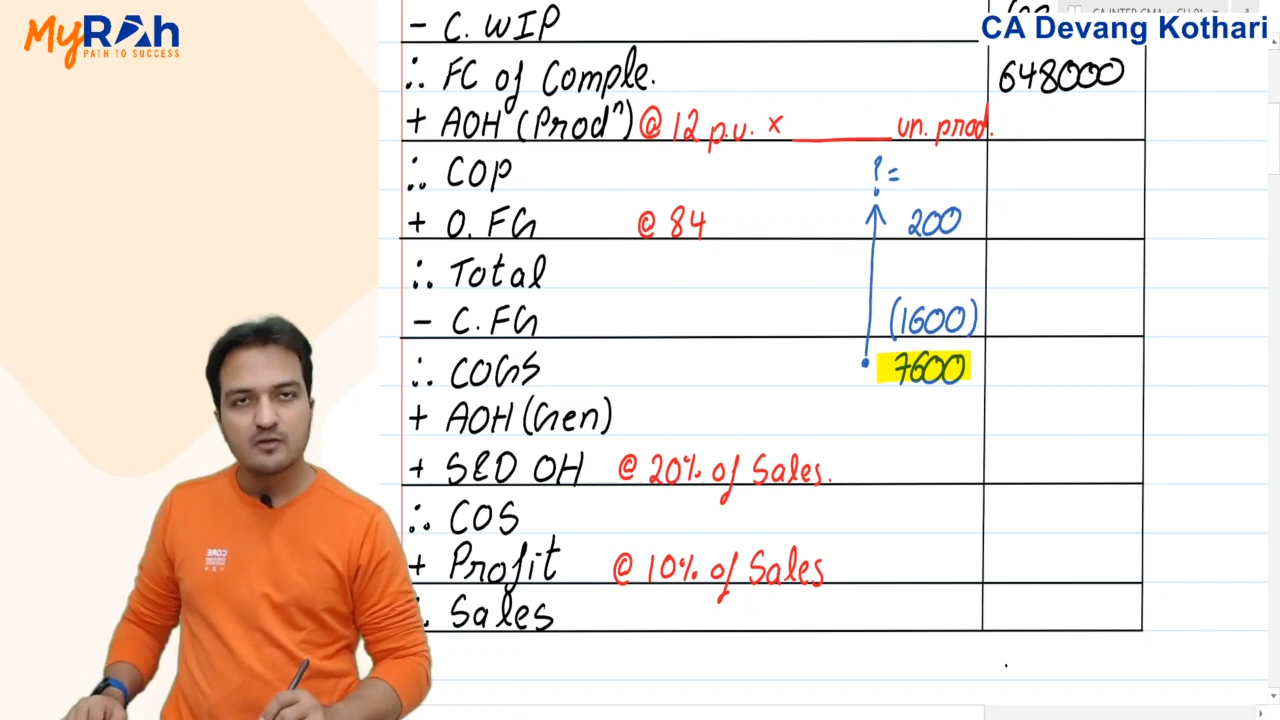 MyRAh
PATH TO SUCCESS
CA Devang Kothari
- C. WIP
∴ FC of Comple. 648000
+ AOH (Prodⁿ) @ 12 p.u. × ______ un. prod.
∴ COP ? =
+ O. FG @ 84 200
∴ Total
- C. FG (1600)
∴ COGS 7600
+ AOH (Gen)
+ S&D OH @ 20% of Sales.
∴ COS
+ Profit @ 10% of Sales
∴ Sales